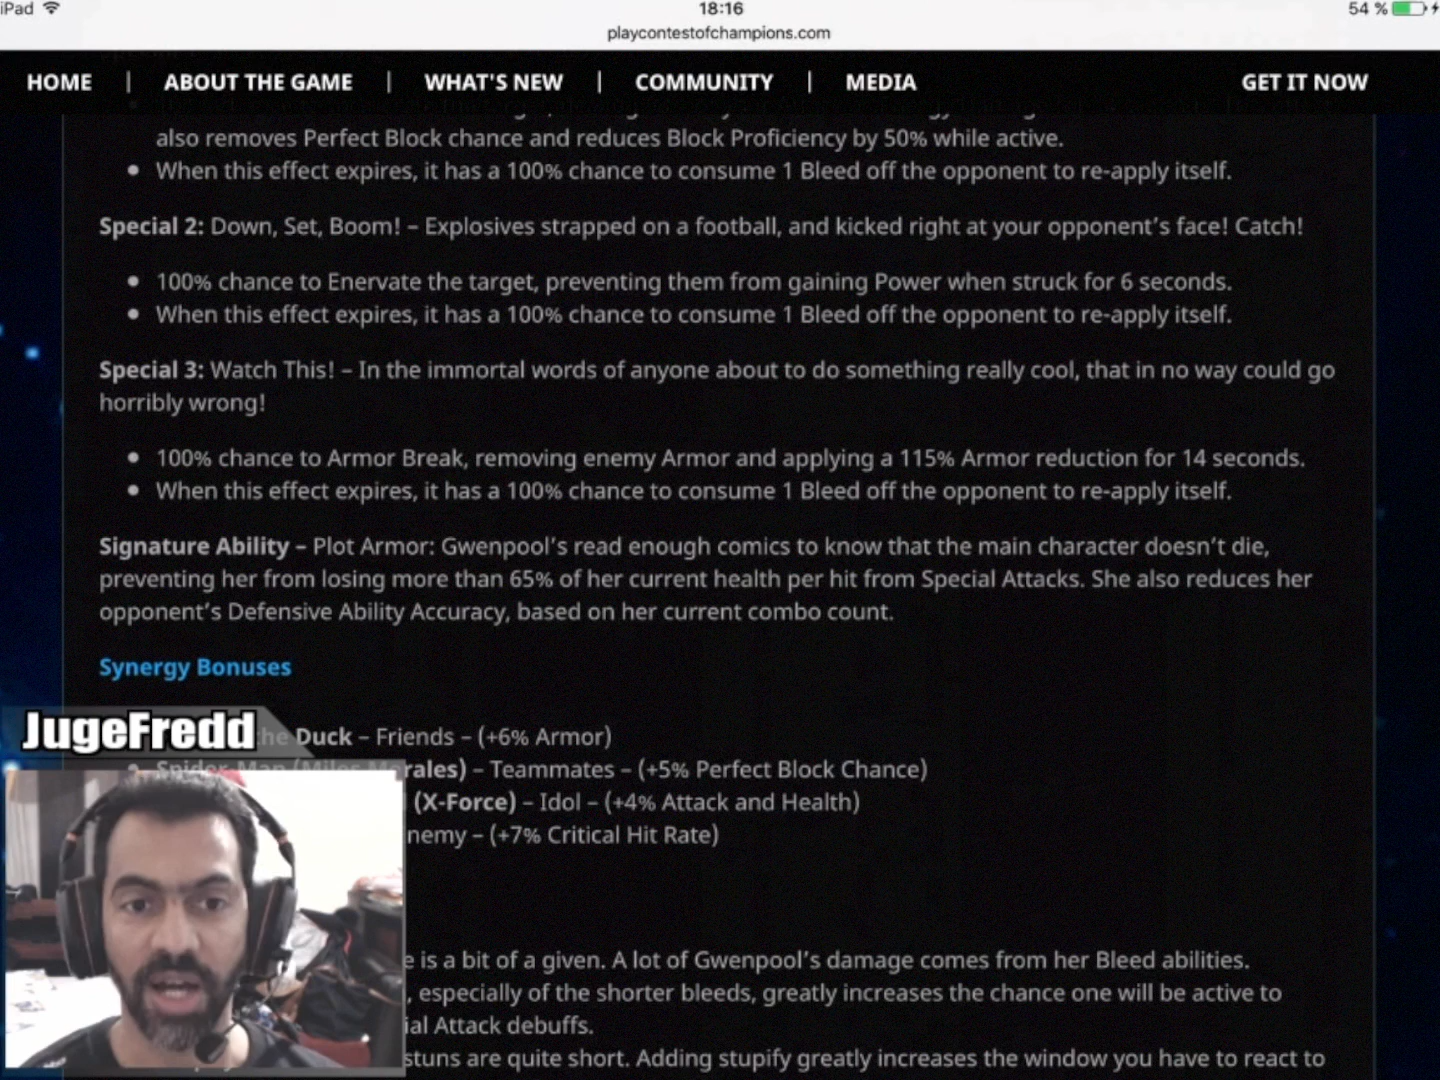 iPad 18:16 54 %
playcontestofchampions.com
HOME | ABOUT THE GAME | WHAT'S NEW | COMMUNITY | MEDIA GET IT NOW
also removes Perfect Block chance and reduces Block Proficiency by 50% while active.
• When this effect expires, it has a 100% chance to consume 1 Bleed off the opponent to re-apply itself.
Special 2: Down, Set, Boom! – Explosives strapped on a football, and kicked right at your opponent's face! Catch!
• 100% chance to Enervate the target, preventing them from gaining Power when struck for 6 seconds.
• When this effect expires, it has a 100% chance to consume 1 Bleed off the opponent to re-apply itself.
Special 3: Watch This! – In the immortal words of anyone about to do something really cool, that in no way could go
horribly wrong!
• 100% chance to Armor Break, removing enemy Armor and applying a 115% Armor reduction for 14 seconds.
• When this effect expires, it has a 100% chance to consume 1 Bleed off the opponent to re-apply itself.
Signature Ability – Plot Armor: Gwenpool's read enough comics to know that the main character doesn't die,
preventing her from losing more than 65% of her current health per hit from Special Attacks. She also reduces her
opponent's Defensive Ability Accuracy, based on her current combo count.
Synergy Bonuses
JugeFredd
the Duck – Friends – (+6% Armor)
Spider-Man (Miles Morales) – Teammates – (+5% Perfect Block Chance)
(X-Force) – Idol – (+4% Attack and Health)
nemy – (+7% Critical Hit Rate)
e is a bit of a given. A lot of Gwenpool's damage comes from her Bleed abilities.
, especially of the shorter bleeds, greatly increases the chance one will be active to
ial Attack debuffs.
stuns are quite short. Adding stupify greatly increases the window you have to react to